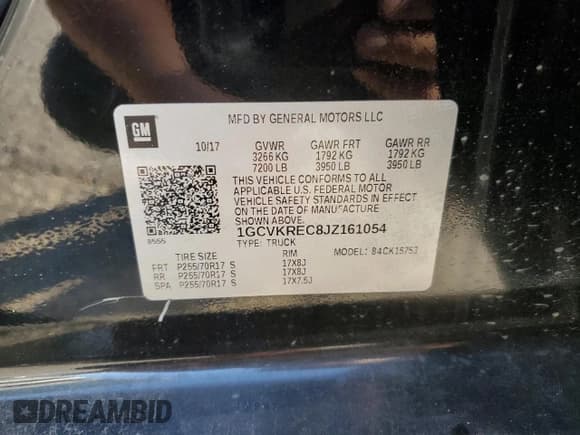 GM
MFD BY GENERAL MOTORS LLC
10/17 GVWR GAWR FRT GAWR RR
3266 KG 1792 KG 1792 KG
7200 LB 3950 LB 3950 LB
THIS VEHICLE CONFORMS TO ALL
APPLICABLE U.S. FEDERAL MOTOR
VEHICLE SAFETY STANDARDS IN EFFECT
ON THE DATE OF MANUFACTURE
SHOWN ABOVE.
1GCVKREC8JZ161054
TYPE: TRUCK MODEL: 84CK15753
TIRE SIZE RIM
FRT P255/70R17 S 17X8J
RR P255/70R17 S 17X8J
SPA P255/70R17 S 17X7.5J
DREAMBID